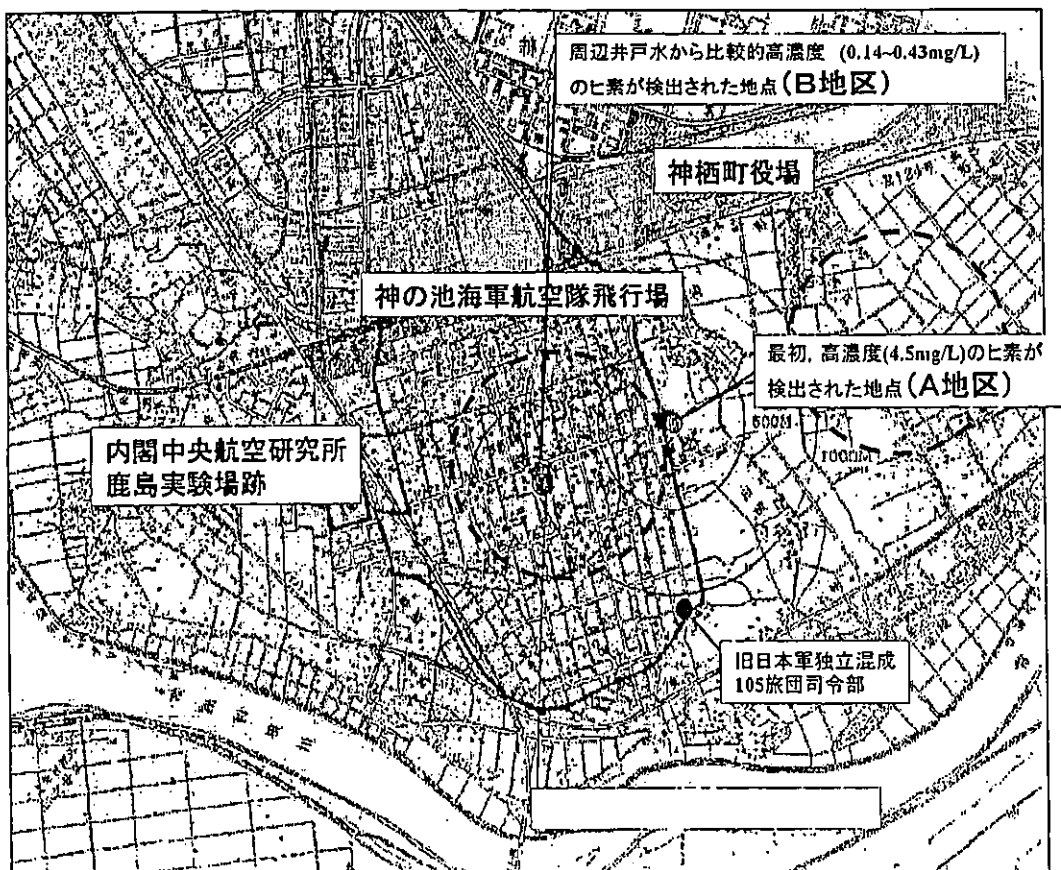 周辺井戸水から比較的高濃度 (0.14~0.43mg/L)
のヒ素が検出された地点(B地区)
神栖町役場
神の池海軍航空隊飛行場
最初, 高濃度(4.5mg/L)のヒ素が
検出された地点(A地区)
500M
1000M
内閣中央航空研究所
鹿島実験場跡
旧日本軍独立混成
105旅団司令部